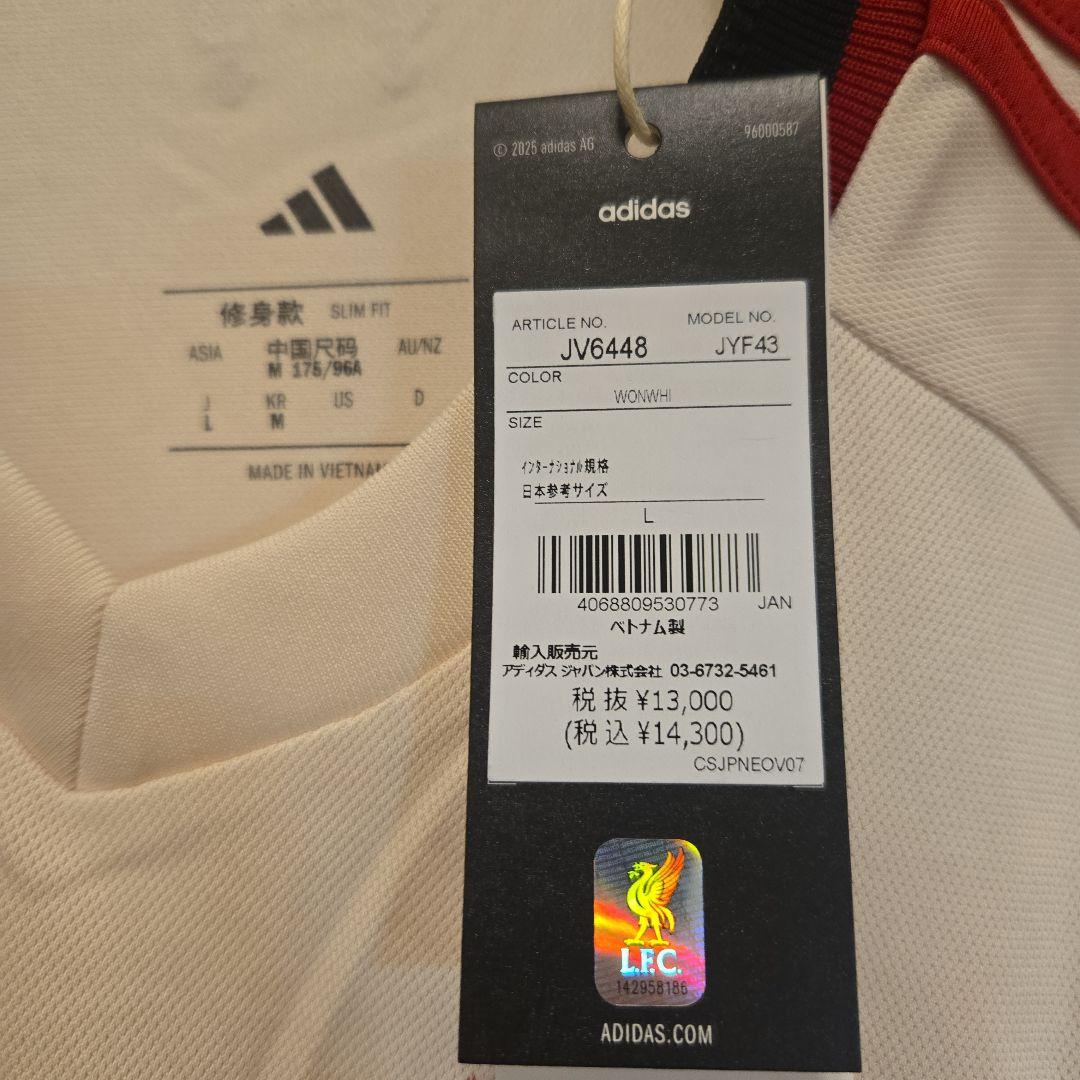 修身款 SLIM FIT
ASIA 中国尺码 AU/NZ
M 175/96A
J KR US D
L M
MADE IN VIETNA
© 2025 adidas AG 96000587
adidas
ARTICLE NO. MODEL NO.
JV6448 JYF43
COLOR
WONWHI
SIZE
インターナショナル規格
日本参考サイズ
L
4068809530773 JAN
ベトナム製
輸入販売元
アディダス ジャパン株式会社 03-6732-5461
税抜 ¥13,000
(税込 ¥14,300)
CSJPNEOV07
L.F.C.
142958186
ADIDAS.COM